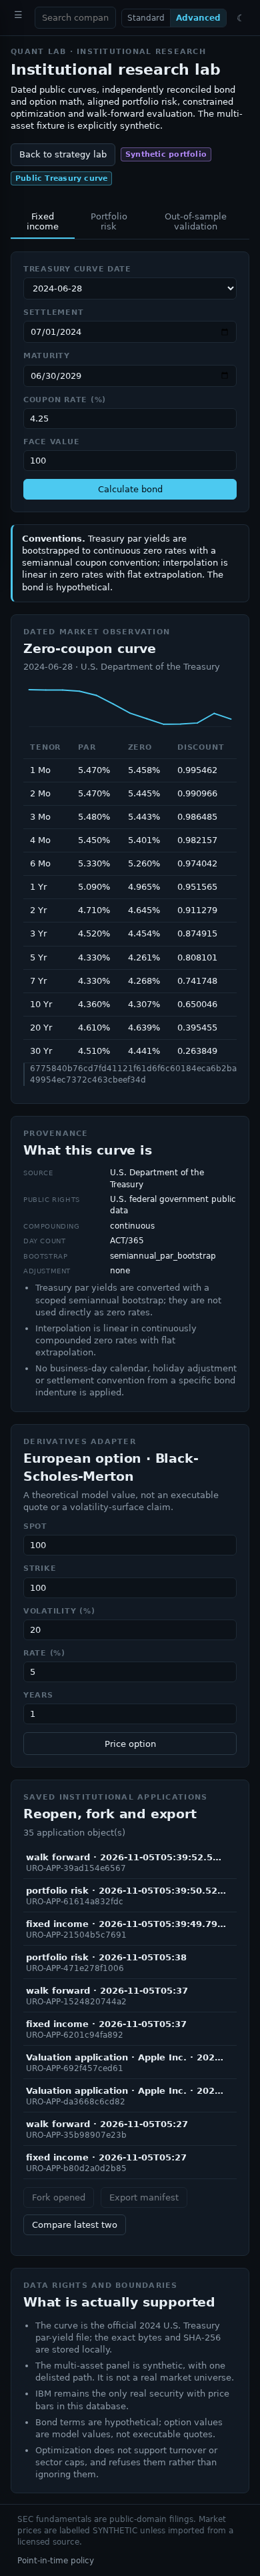 ☰ Search compan Standard Advanced ☾
QUANT LAB · INSTITUTIONAL RESEARCH
Institutional research lab
Dated public curves, independently reconciled bond
and option math, aligned portfolio risk, constrained
optimization and walk-forward evaluation. The multi-
asset fixture is explicitly synthetic.
Back to strategy lab Synthetic portfolio
Public Treasury curve
Fixed income Portfolio risk Out-of-sample validation
TREASURY CURVE DATE
2024-06-28
SETTLEMENT
07/01/2024
MATURITY
06/30/2029
COUPON RATE (%)
4.25
FACE VALUE
100
Calculate bond
Conventions. Treasury par yields are
bootstrapped to continuous zero rates with a
semiannual coupon convention; interpolation is
linear in zero rates with flat extrapolation. The
bond is hypothetical.
DATED MARKET OBSERVATION
Zero-coupon curve
2024-06-28 · U.S. Department of the Treasury
TENOR PAR ZERO DISCOUNT
1 Mo 5.470% 5.458% 0.995462
2 Mo 5.470% 5.445% 0.990966
3 Mo 5.480% 5.443% 0.986485
4 Mo 5.450% 5.401% 0.982157
6 Mo 5.330% 5.260% 0.974042
1 Yr 5.090% 4.965% 0.951565
2 Yr 4.710% 4.645% 0.911279
3 Yr 4.520% 4.454% 0.874915
5 Yr 4.330% 4.261% 0.808101
7 Yr 4.330% 4.268% 0.741748
10 Yr 4.360% 4.307% 0.650046
20 Yr 4.610% 4.639% 0.395455
30 Yr 4.510% 4.441% 0.263849
6775840b76cd7fd41121f61d6f6c60184eca6b2ba
49954ec7372c463cbeef34d
PROVENANCE
What this curve is
SOURCE U.S. Department of the
Treasury
PUBLIC RIGHTS U.S. federal government public
data
COMPOUNDING continuous
DAY COUNT ACT/365
BOOTSTRAP semiannual_par_bootstrap
ADJUSTMENT none
• Treasury par yields are converted with a
scoped semiannual bootstrap; they are not
used directly as zero rates.
• Interpolation is linear in continuously
compounded zero rates with flat
extrapolation.
• No business-day calendar, holiday adjustment
or settlement convention from a specific bond
indenture is applied.
DERIVATIVES ADAPTER
European option · Black-
Scholes-Merton
A theoretical model value, not an executable
quote or a volatility-surface claim.
SPOT
100
STRIKE
100
VOLATILITY (%)
20
RATE (%)
5
YEARS
1
Price option
SAVED INSTITUTIONAL APPLICATIONS
Reopen, fork and export
35 application object(s)
walk forward · 2026-11-05T05:39:52.5…
URO-APP-39ad154e6567
portfolio risk · 2026-11-05T05:39:50.52…
URO-APP-61614a832fdc
fixed income · 2026-11-05T05:39:49.79…
URO-APP-21504b5c7691
portfolio risk · 2026-11-05T05:38
URO-APP-471e278f1006
walk forward · 2026-11-05T05:37
URO-APP-1524820744a2
fixed income · 2026-11-05T05:37
URO-APP-6201c94fa892
Valuation application · Apple Inc. · 202…
URO-APP-692f457ced61
Valuation application · Apple Inc. · 202…
URO-APP-da3668c6cd82
walk forward · 2026-11-05T05:27
URO-APP-35b98907e23b
fixed income · 2026-11-05T05:27
URO-APP-b80d2a0d2b85
Fork opened Export manifest
Compare latest two
DATA RIGHTS AND BOUNDARIES
What is actually supported
• The curve is the official 2024 U.S. Treasury
par-yield file; the exact bytes and SHA-256
are stored locally.
• The multi-asset panel is synthetic, with one
delisted path. It is not a real market universe.
• IBM remains the only real security with price
bars in this database.
• Bond terms are hypothetical; option values
are model values, not executable quotes.
• Optimization does not support turnover or
sector caps, and refuses them rather than
ignoring them.
SEC fundamentals are public-domain filings. Market
prices are labelled SYNTHETIC unless imported from a
licensed source.
Point-in-time policy